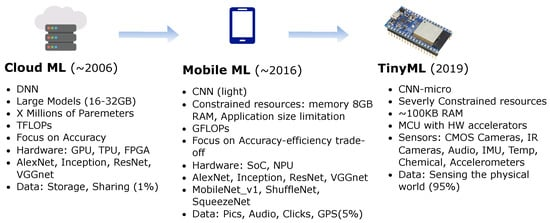 Cloud ML (~2006)
• DNN
• Large Models (16-32GB)
• X Millions of Paremeters
• TFLOPs
• Focus on Accuracy
• Hardware: GPU, TPU, FPGA
• AlexNet, Inception, ResNet,
VGGnet
• Data: Storage, Sharing (1%)
Mobile ML (~2016)
• CNN (light)
• Constrained resources: memory 8GB
RAM, Application size limitation
• GFLOPs
• Focus on Accuracy-efficiency trade-
off
• Hardware: SoC, NPU
• AlexNet, Inception, ResNet, VGGnet
• MobileNet_v1, ShuffleNet,
SqueezeNet
• Data: Pics, Audio, Clicks, GPS(5%)
TinyML (2019)
• CNN-micro
• Severly Constrained resources
• ~100KB RAM
• MCU with HW accelerators
• Sensors: CMOS Cameras, IR
Cameras, Audio, IMU, Temp,
Chemical, Accelerometers
• Data: Sensing the physical
world (95%)